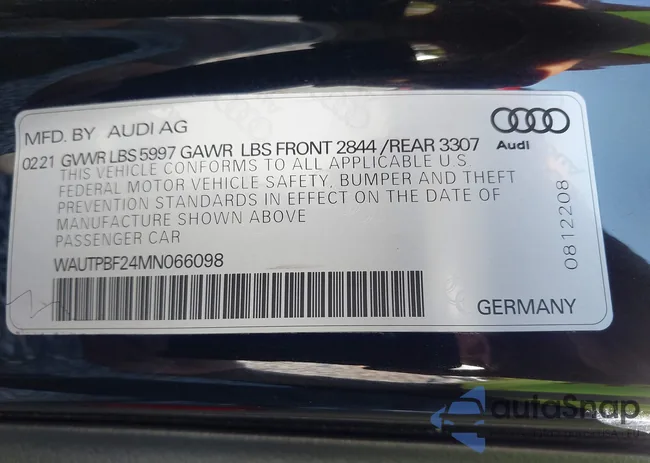 MFD. BY AUDI AG
0221 GVWR LBS 5997 GAWR LBS FRONT 2844 /REAR 3307
THIS VEHICLE CONFORMS TO ALL APPLICABLE U S
FEDERAL MOTOR VEHICLE SAFETY, BUMPER AND THEFT
PREVENTION STANDARDS IN EFFECT ON THE DATE OF
MANUFACTURE SHOWN ABOVE
PASSENGER CAR
WAUTPBF24MN066098
Audi
0812208
GERMANY
autoSnap